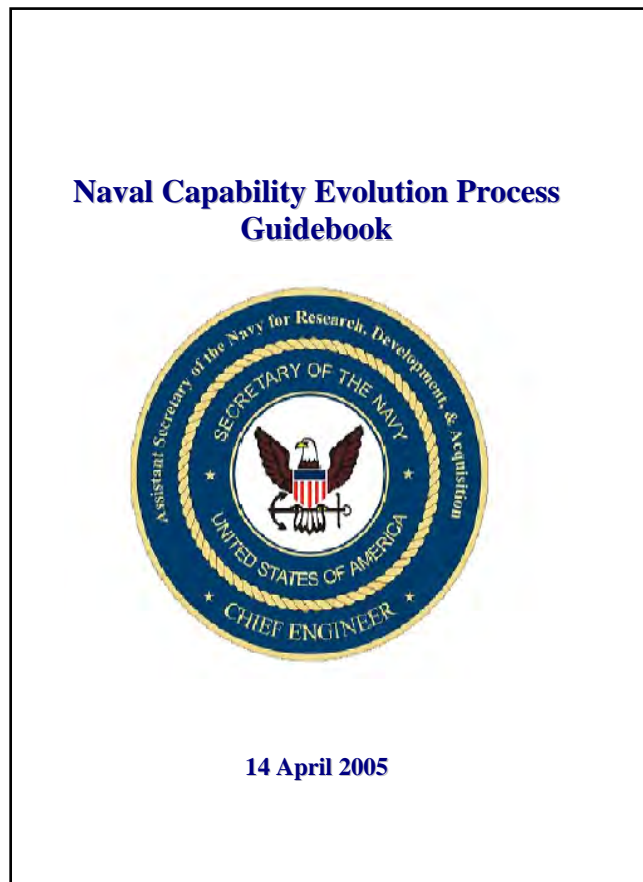 Naval Capability Evolution Process
Guidebook
Assistant Secretary of the Navy for Research, Development, & Acquisition
SECRETARY OF THE NAVY
UNITED STATES OF AMERICA
CHIEF ENGINEER
14 April 2005